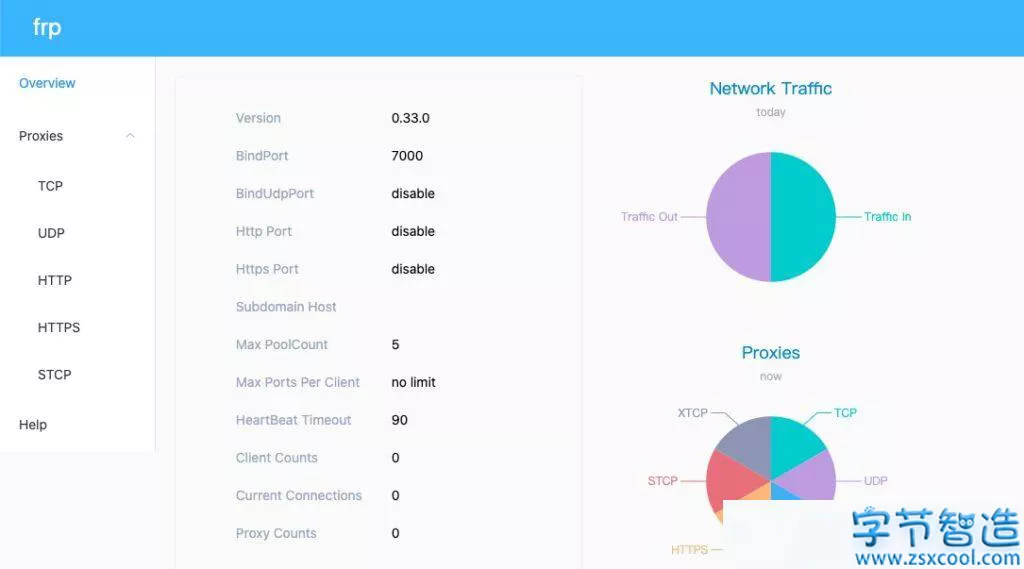 frp
Overview
Proxies
TCP
UDP
HTTP
HTTPS
STCP
Help
Version 0.33.0
BindPort 7000
BindUdpPort disable
Http Port disable
Https Port disable
Subdomain Host
Max PoolCount 5
Max Ports Per Client no limit
HeartBeat Timeout 90
Client Counts 0
Current Connections 0
Proxy Counts 0
Network Traffic
today
Traffic Out
Traffic In
Proxies
now
XTCP
TCP
STCP
UDP
HTTPS
字节智造
www.zsxcool.com